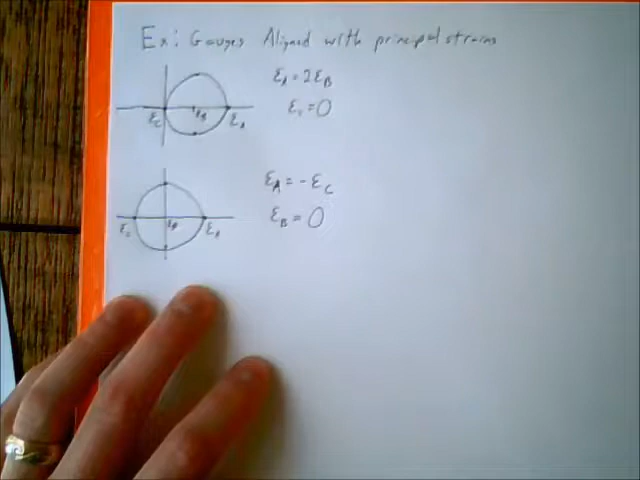 Ex: Gauges Aligned with principal strains
εA = 2εB
εc = 0
εc εB εA
εA = -εC
εB = 0
εc εB εA